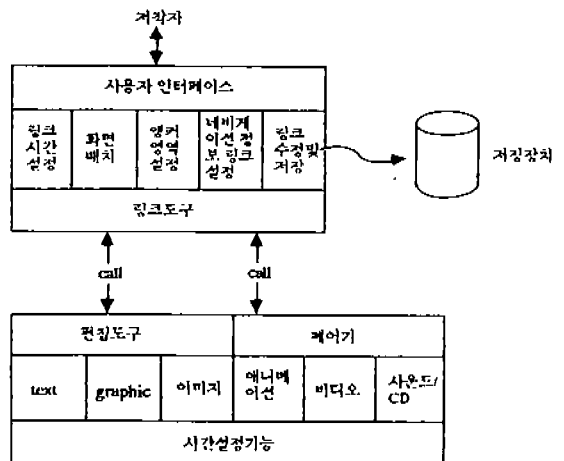 저작자
사용자 인터페이스
링크
시간
설정
화면
배치
앵커
영역
설정
네비게
이션 정
보 링크
설정
링크
수정및
저장
저장장치
링크도구
call
call
편집도구
제어기
text
graphic
이미지
애니메
이션
비디오
사운드/
CD
시간설정기능